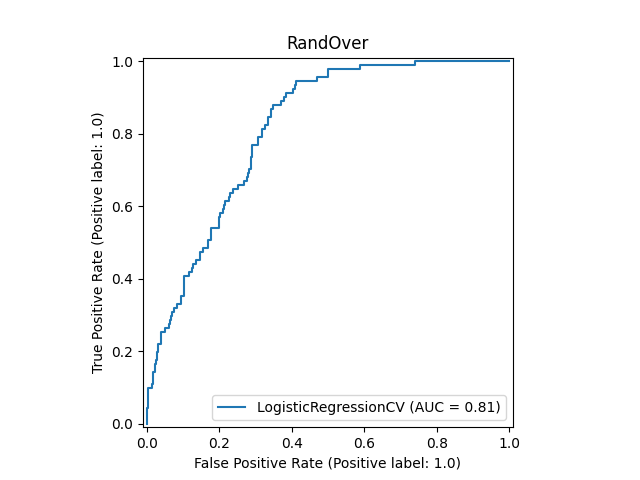 RandOver
1.0
0.8
0.6
0.4
0.2
0.0
True Positive Rate (Positive label: 1.0)
LogisticRegressionCV (AUC = 0.81)
0.0 0.2 0.4 0.6 0.8 1.0
False Positive Rate (Positive label: 1.0)